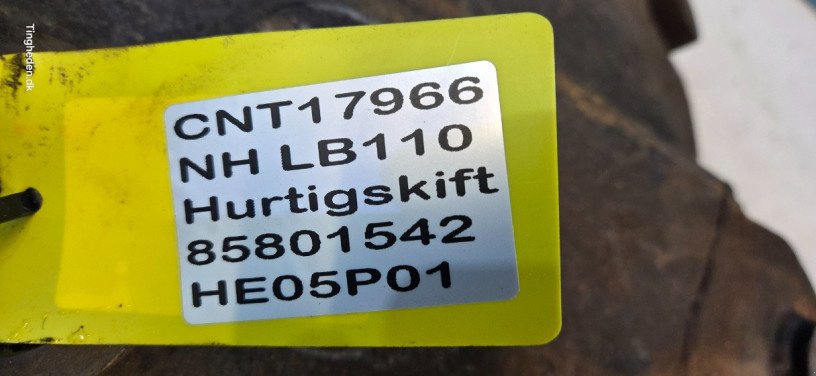 Tingheden.dk
CNT17966
NH LB110
Hurtigskift
85801542
HE05P01